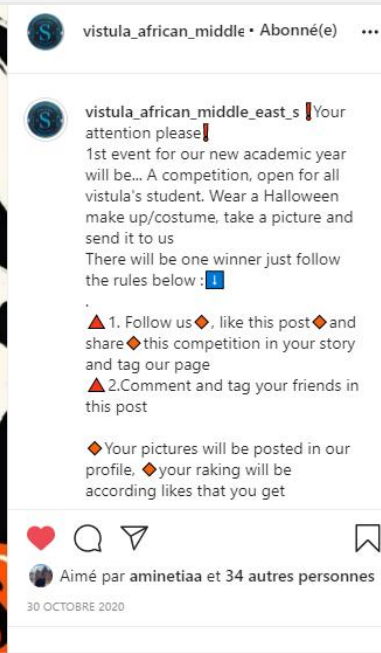 vistula_african_middle • Abonné(e)
vistula_african_middle_east_s ❗Your
attention please❗
1st event for our new academic year
will be... A competition, open for all
vistula's student. Wear a Halloween
make up/costume, take a picture and
send it to us
There will be one winner just follow
the rules below :⬇️
.
🔺1. Follow us🔶, like this post🔶and
share🔶this competition in your story
and tag our page
🔺2.Comment and tag your friends in
this post
🔶Your pictures will be posted in our
profile, 🔶your raking will be
according likes that you get
Aimé par aminetiaa et 34 autres personnes
30 OCTOBRE 2020